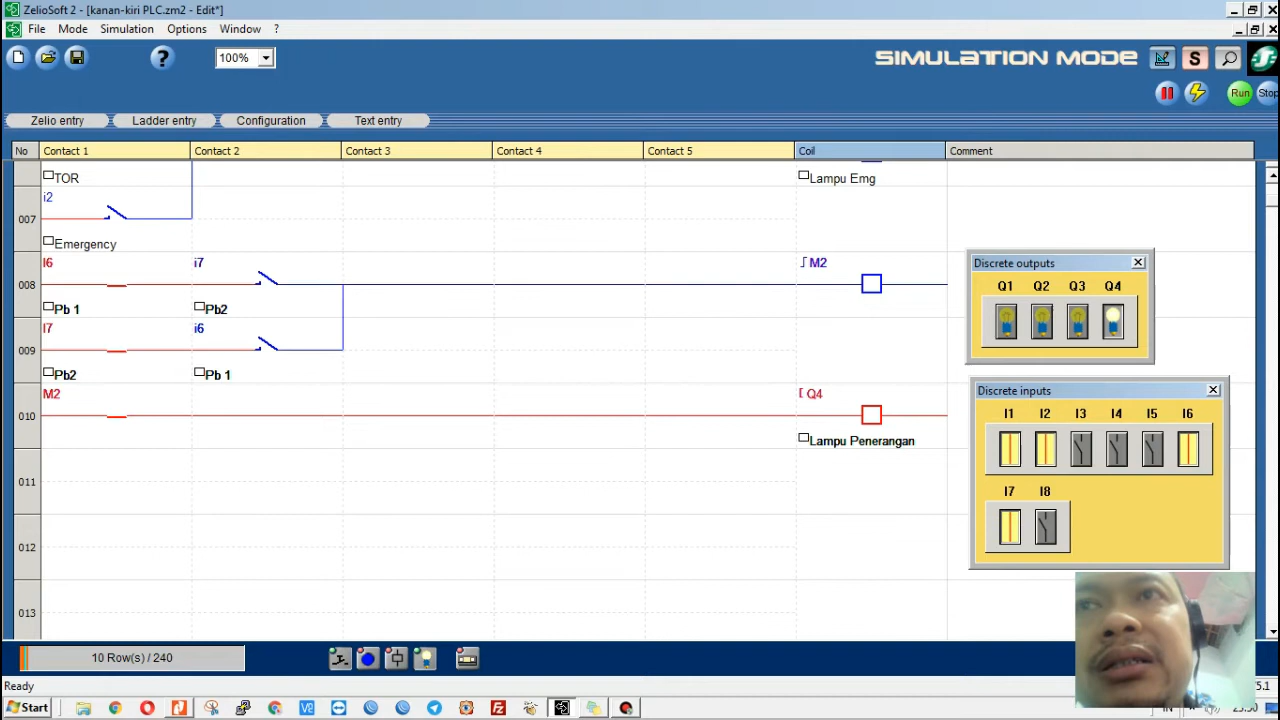 ZelioSoft 2 - [kanan-kiri PLC.zm2 - Edit*]
File Mode Simulation Options Window ?
100% SIMULATION MODE S
Run Stop
Zelio entry Ladder entry Configuration Text entry
No Contact 1 Contact 2 Contact 3 Contact 4 Contact 5 Coil Comment
TOR Lampu Emg
i2
007
Emergency
I6 i7 M2
008
Pb 1 Pb2
I7 i6
009
Pb2 Pb 1
M2 [ Q4
010
Lampu Penerangan
011
012
013
Discrete outputs
Q1 Q2 Q3 Q4
Discrete inputs
I1 I2 I3 I4 I5 I6
I7 I8
10 Row(s) / 240
Ready
Start